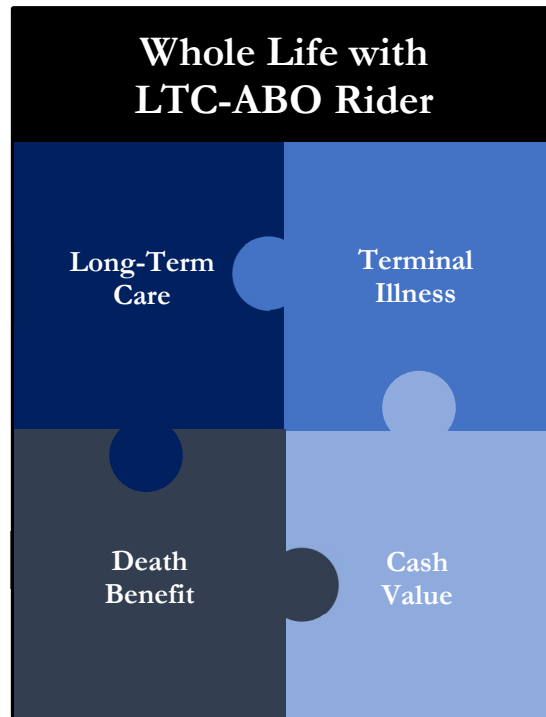 Whole Life with
LTC-ABO Rider
Long-Term
Care
Terminal
Illness
Death
Benefit
Cash
Value